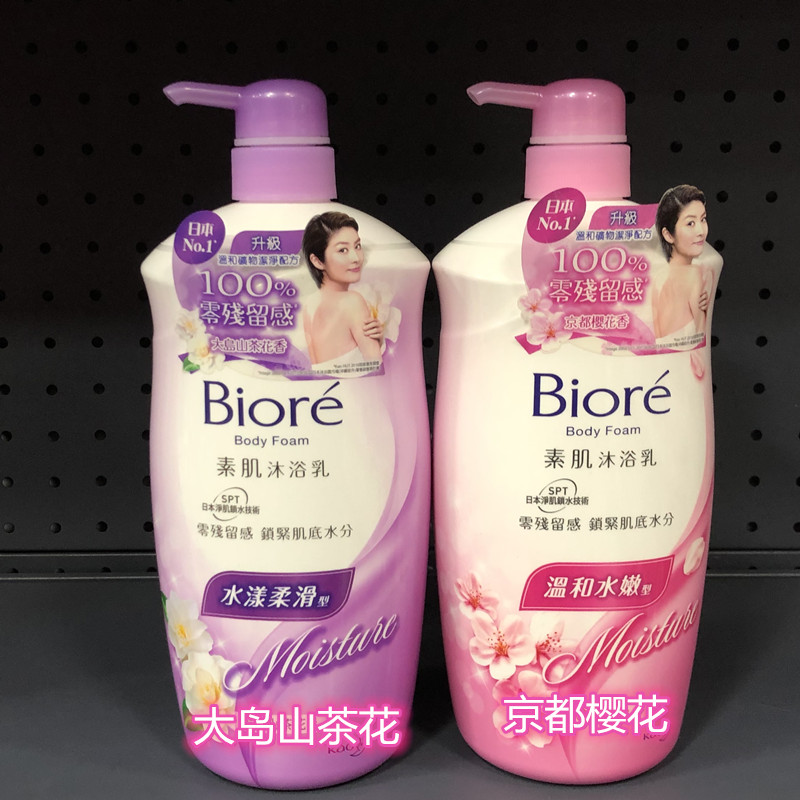 日本
No.1*
升級
溫和礦物潔淨配方
100%
零殘留感
大島山茶花香
Bioré
Body Foam
素肌 沐浴乳
SPT
日本淨肌鎖水技術
零殘留感 鎖緊肌底水分
水漾柔滑型
Moisture
大岛山茶花
日本
No.1*
升級
溫和礦物潔淨配方
100%
零殘留感
京都櫻花香
Bioré
Body Foam
素肌 沐浴乳
SPT
日本淨肌鎖水技術
零殘留感 鎖緊肌底水分
溫和水嫩型
Moisture
京都樱花